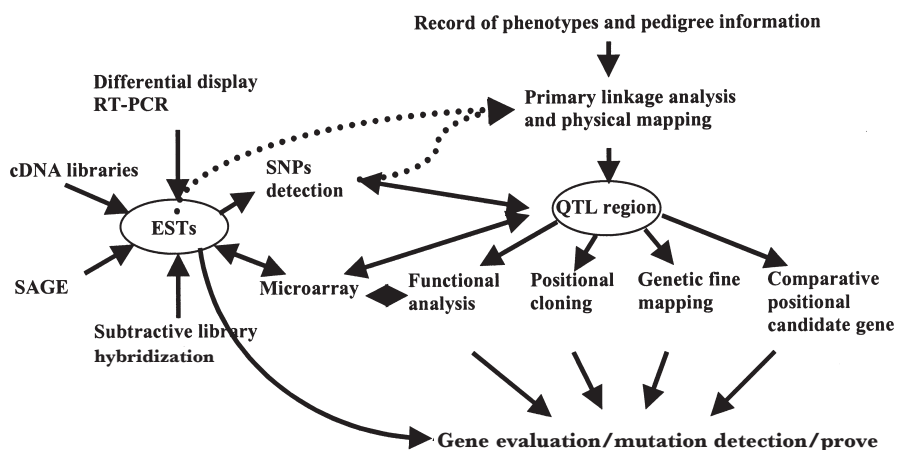 Record of phenotypes and pedigree information
Differential display
RT-PCR
Primary linkage analysis
and physical mapping
cDNA libraries
SNPs
detection
ESTs
QTL region
SAGE
Microarray
Functional
analysis
Positional
cloning
Genetic fine
mapping
Comparative
positional
candidate gene
Subtractive library
hybridization
Gene evaluation/mutation detection/prove